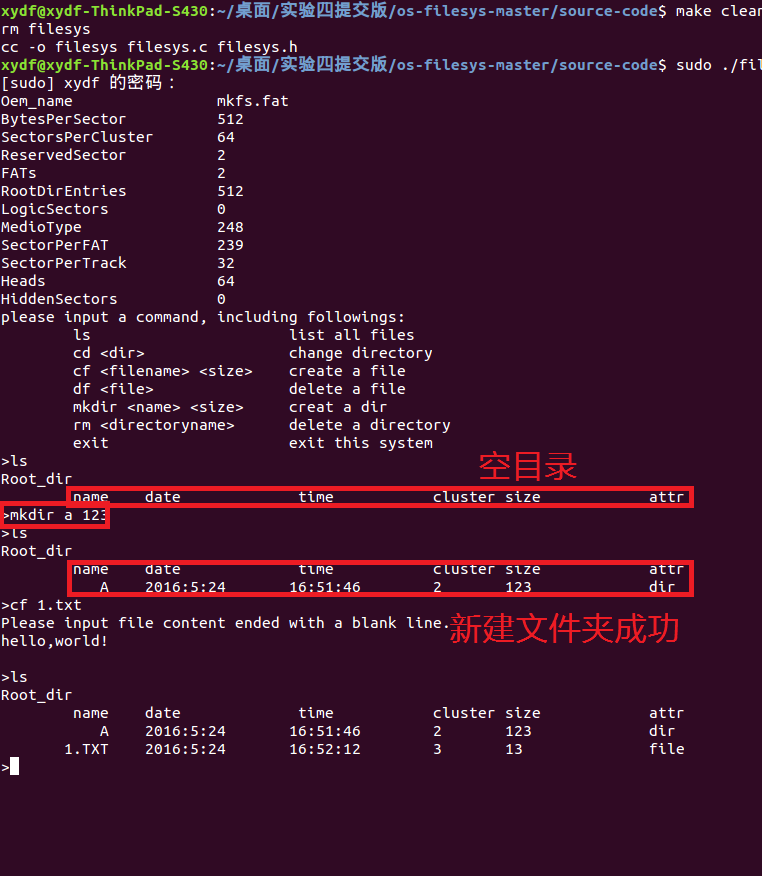 xydf@xydf-ThinkPad-S430:~/桌面/实验四提交版/os-filesys-master/source-code$ make clean
rm filesys
cc -o filesys filesys.c filesys.h
xydf@xydf-ThinkPad-S430:~/桌面/实验四提交版/os-filesys-master/source-code$ sudo ./fil
[sudo] xydf 的密码：
Oem_name mkfs.fat
BytesPerSector 512
SectorsPerCluster 64
ReservedSector 2
FATs 2
RootDirEntries 512
LogicSectors 0
MedioType 248
SectorPerFAT 239
SectorPerTrack 32
Heads 64
HiddenSectors 0
please input a command, including followings:
ls list all files
cd <dir> change directory
cf <filename> <size> create a file
df <file> delete a file
mkdir <name> <size> creat a dir
rm <directoryname> delete a directory
exit exit this system
>ls
空目录
Root_dir
name date time cluster size attr
>mkdir a 123
>ls
Root_dir
name date time cluster size attr
A 2016:5:24 16:51:46 2 123 dir
>cf 1.txt
Please input file content ended with a blank line.
新建文件夹成功
hello,world!
>ls
Root_dir
name date time cluster size attr
A 2016:5:24 16:51:46 2 123 dir
1.TXT 2016:5:24 16:52:12 3 13 file
>